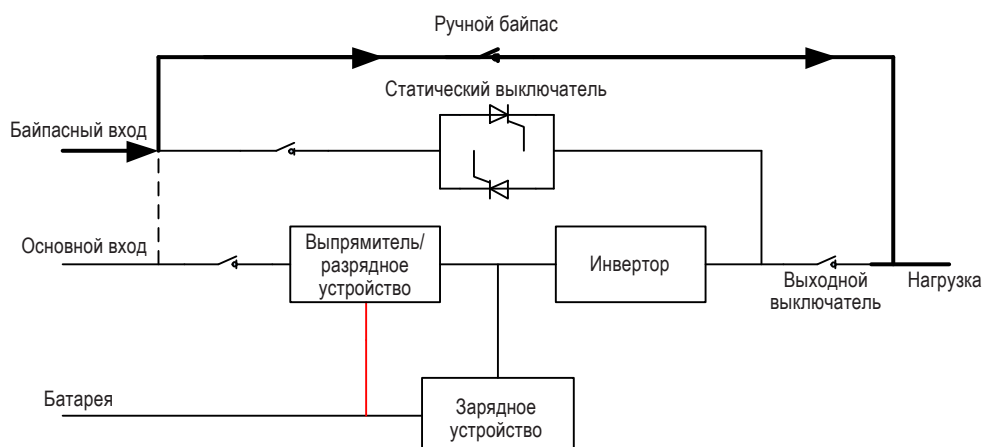 Ручной байпас
Статический выключатель
Байпасный вход
Основной вход
Выпрямитель/
разрядное
устройство
Инвертор
Выходной
выключатель
Нагрузка
Батарея
Зарядное
устройство